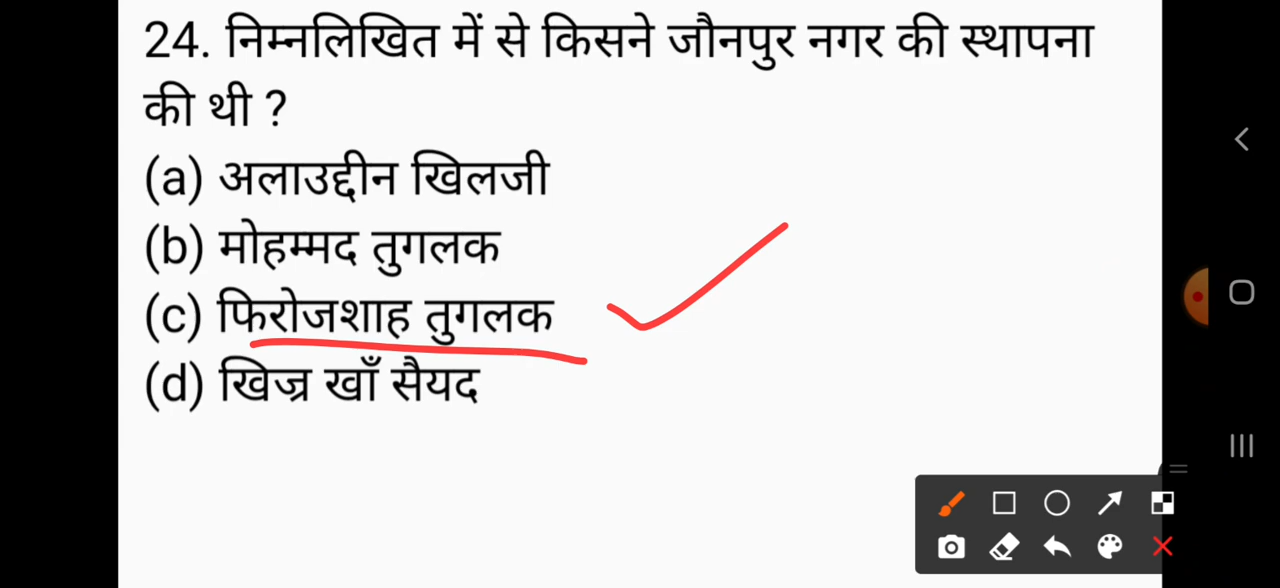 24. निम्नलिखित में से किसने जौनपुर नगर की स्थापना
की थी ?
(a) अलाउद्दीन खिलजी
(b) मोहम्मद तुगलक
(c) फिरोजशाह तुगलक
(d) खिज्र खाँ सैयद